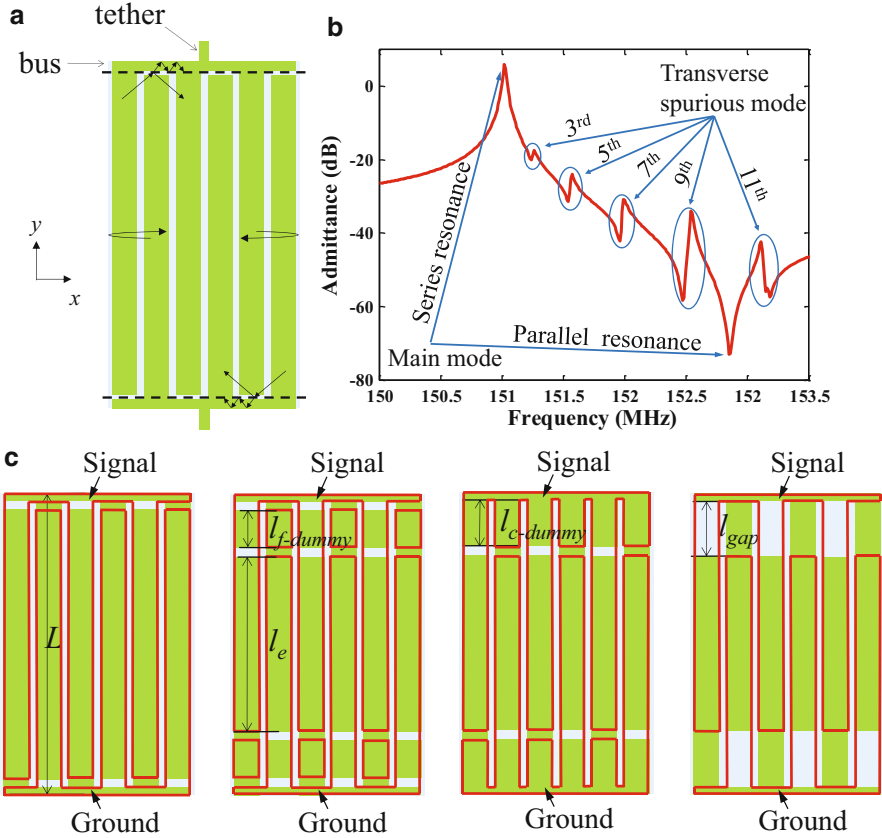 a
tether
bus
y
x
b
Admittance (dB)
0
-20
-40
-60
-80
150
150.5
151
151.5
152
152.5
152
153.5
Frequency (MHz)
Transverse
spurious mode
3rd
5th
7th
9th
11th
Series resonance
Parallel resonance
Main mode
c
Signal
Signal
Signal
Signal
L
lf-dummy
le
lc-dummy
lgap
Ground
Ground
Ground
Ground